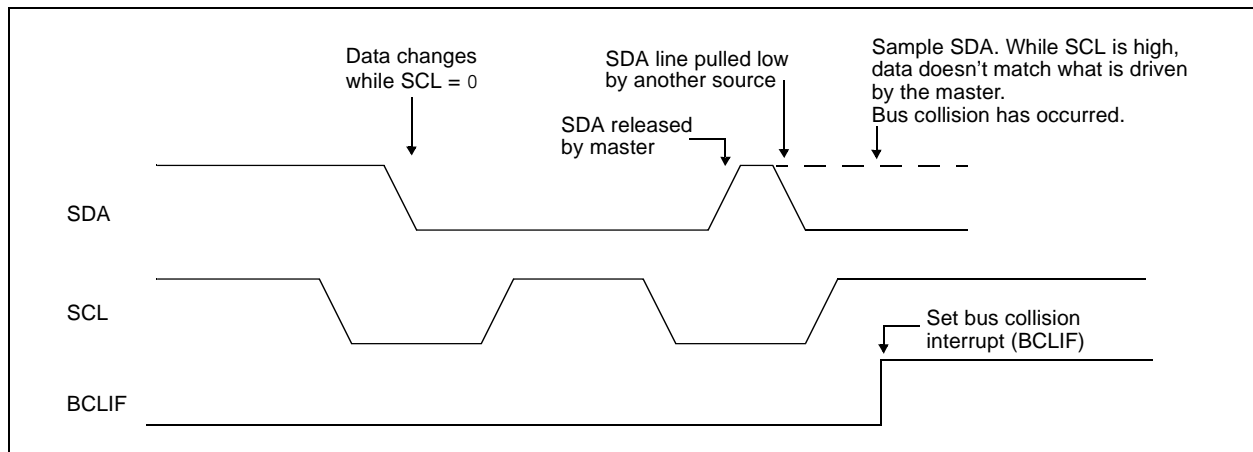 Data changes
while SCL = 0
SDA line pulled low
by another source
Sample SDA. While SCL is high,
data doesn’t match what is driven
by the master.
Bus collision has occurred.
SDA released
by master
SDA
SCL
Set bus collision
interrupt (BCLIF)
BCLIF